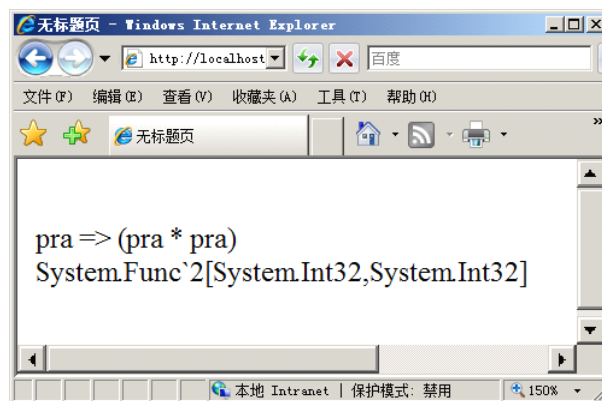 无标题页 - Windows Internet Explorer
http://localhost
百度
文件(F) 编辑(E) 查看(V) 收藏夹(A) 工具(T) 帮助(H)
无标题页
»
pra => (pra * pra)
System.Func`2[System.Int32,System.Int32]
本地 Intranet | 保护模式: 禁用
150%